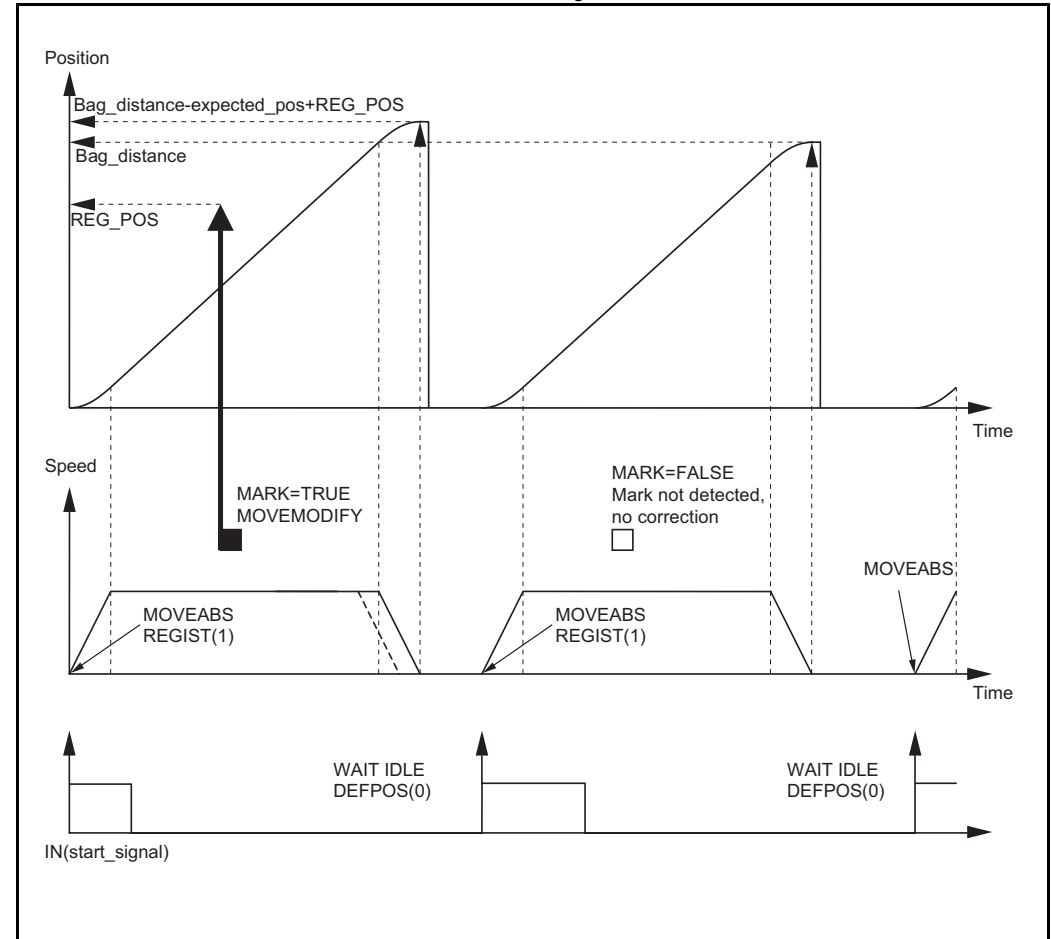 Position
Bag_distance-expected_pos+REG_POS
Bag_distance
REG_POS
Time
Speed
MARK=TRUE
MOVEMODIFY
MARK=FALSE
Mark not detected,
no correction
MOVEABS
MOVEABS
REGIST(1)
MOVEABS
REGIST(1)
Time
WAIT IDLE
DEFPOS(0)
WAIT IDLE
DEFPOS(0)
IN(start_signal)